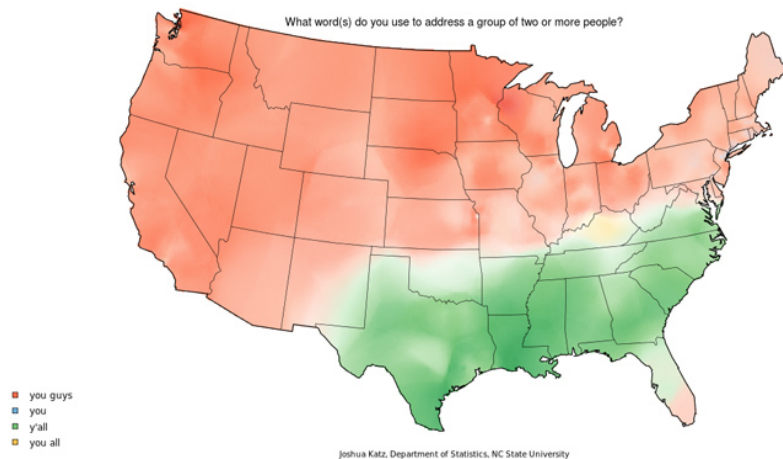 What word(s) do you use to address a group of two or more people?
you guys
you
y'all
you all
Joshua Katz, Department of Statistics, NC State University